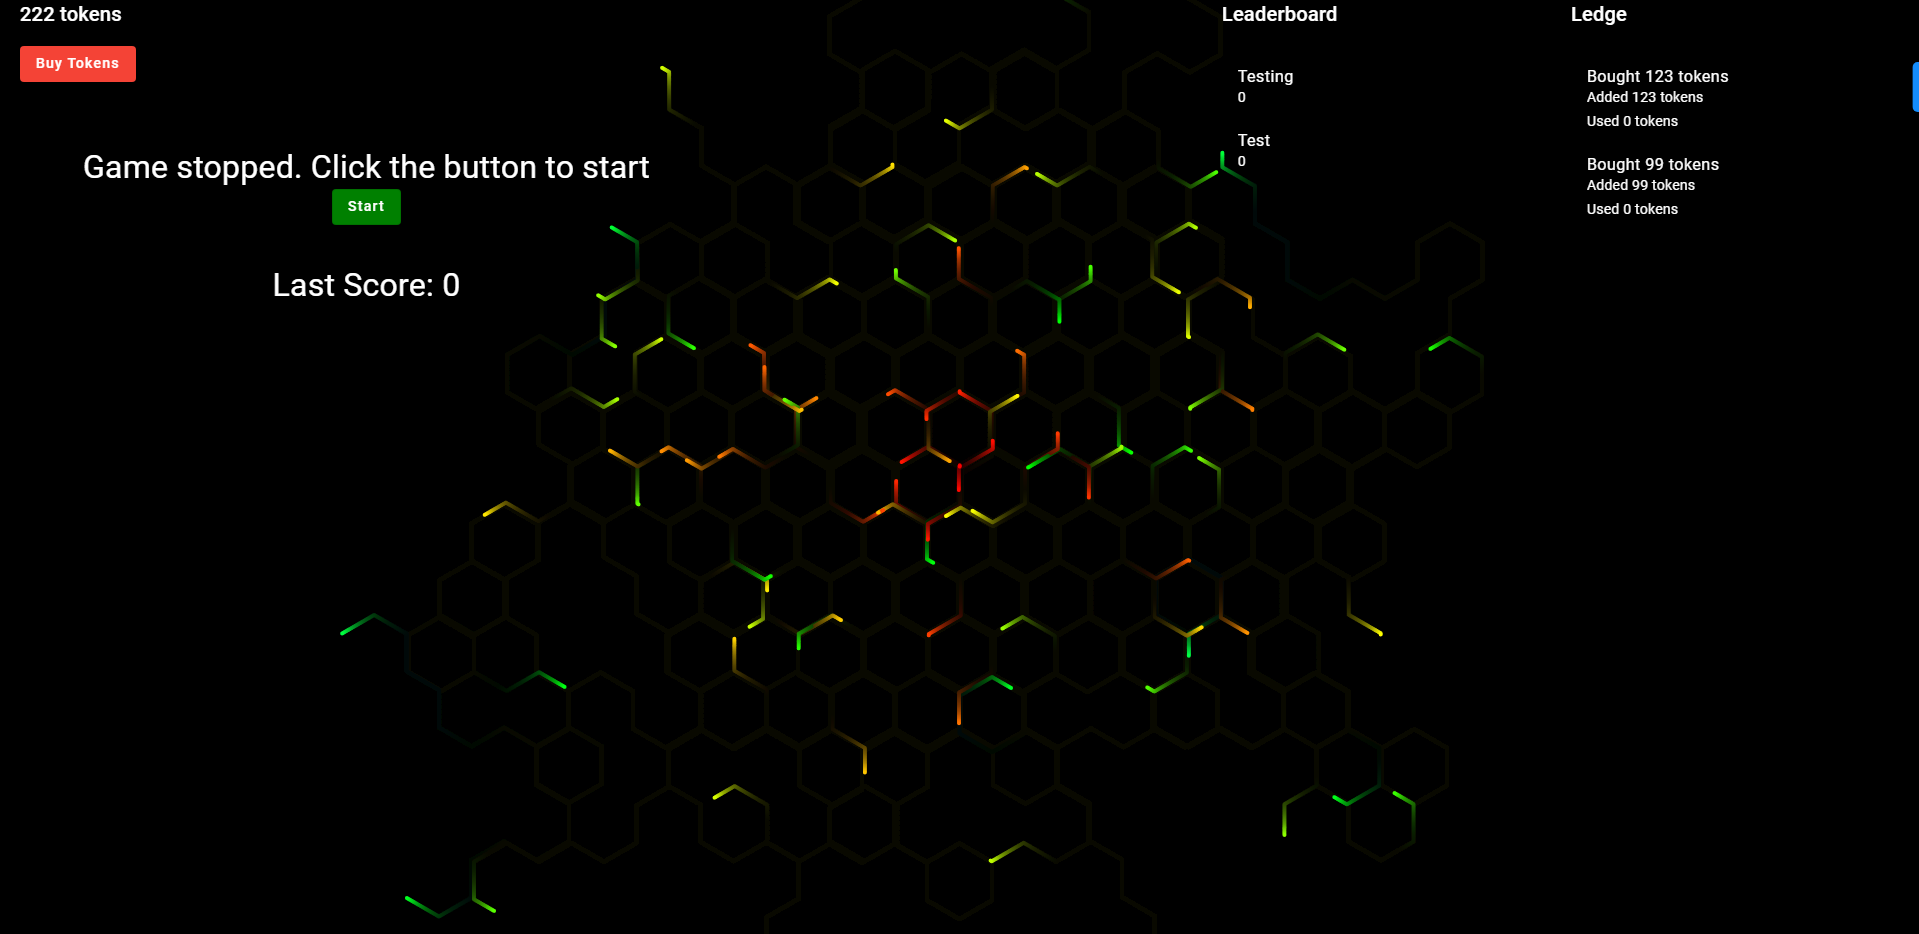 222 tokens
Buy Tokens
Game stopped. Click the button to start
Start
Last Score: 0
Leaderboard
Testing
0
Test
0
Ledge
Bought 123 tokens
Added 123 tokens
Used 0 tokens
Bought 99 tokens
Added 99 tokens
Used 0 tokens